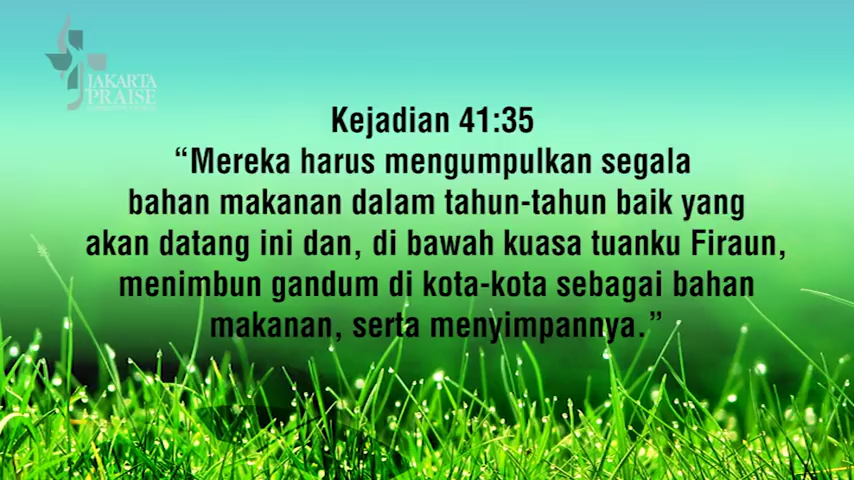 JAKARTA
PRAISE
Kejadian 41:35
“Mereka harus mengumpulkan segala
bahan makanan dalam tahun-tahun baik yang
akan datang ini dan, di bawah kuasa tuanku Firaun,
menimbun gandum di kota-kota sebagai bahan
makanan, serta menyimpannya.”